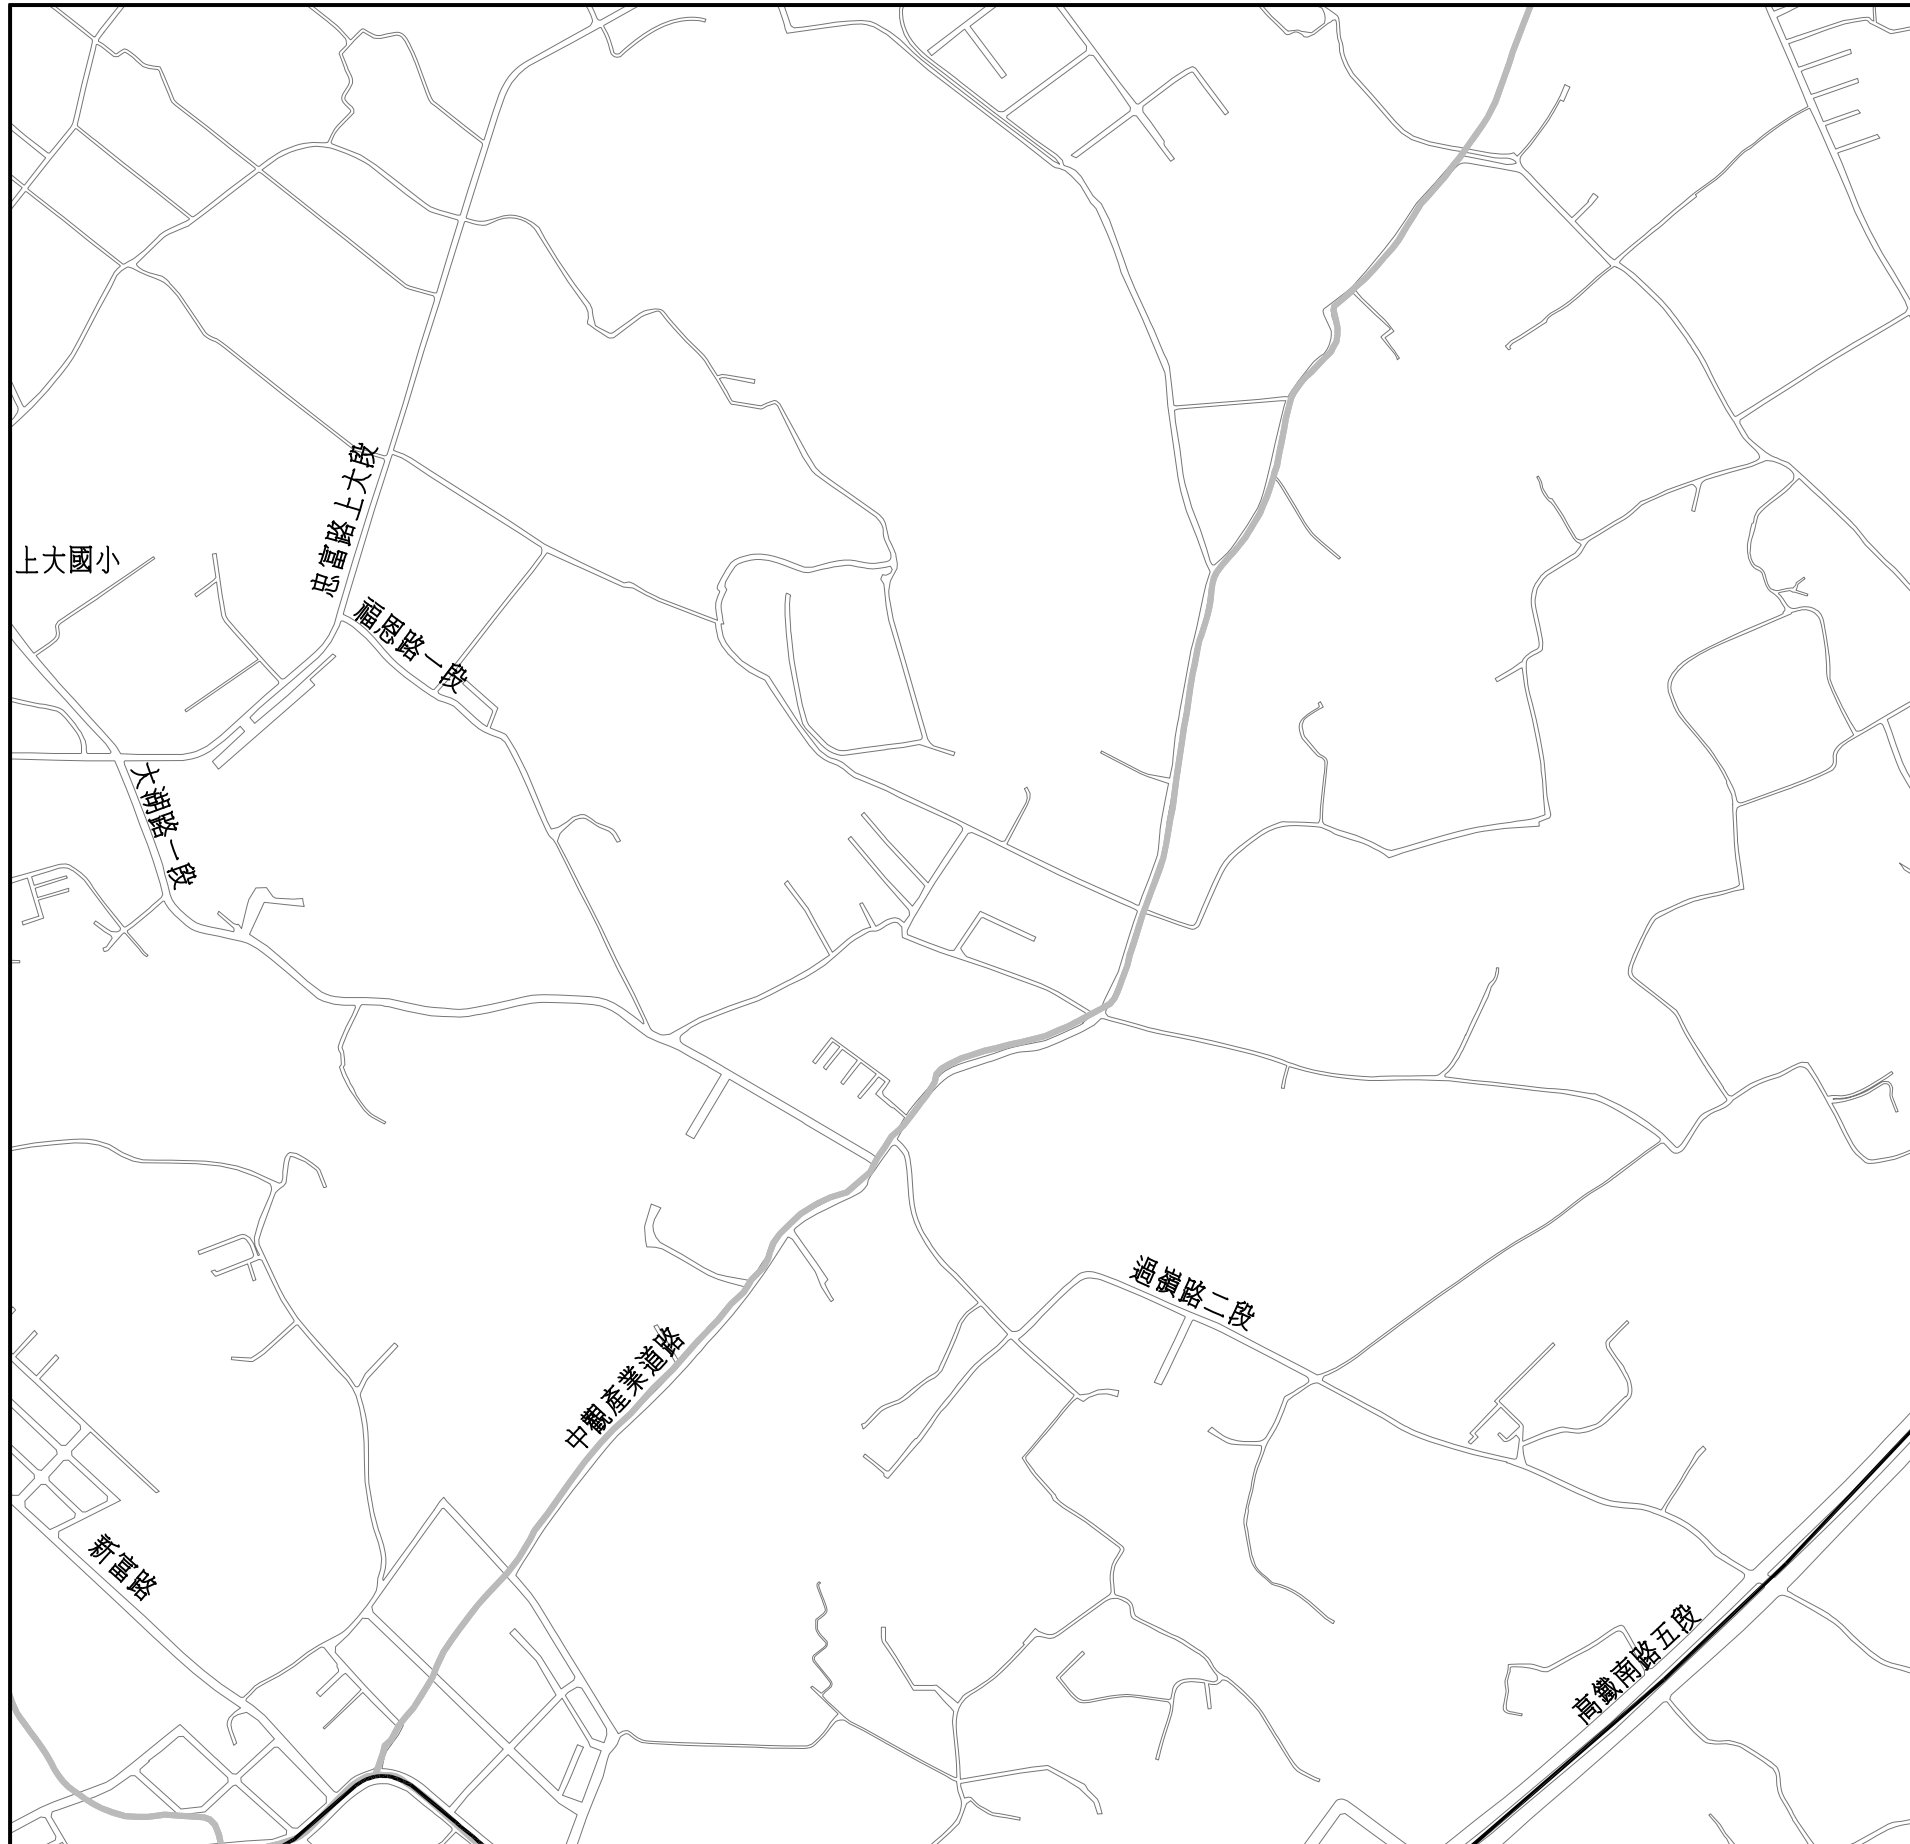 忠富路上大段
上大國小
福恩路一段
大湖路一段
過嶺路二段
中觀產業道路
新富路
高鐵南路五段